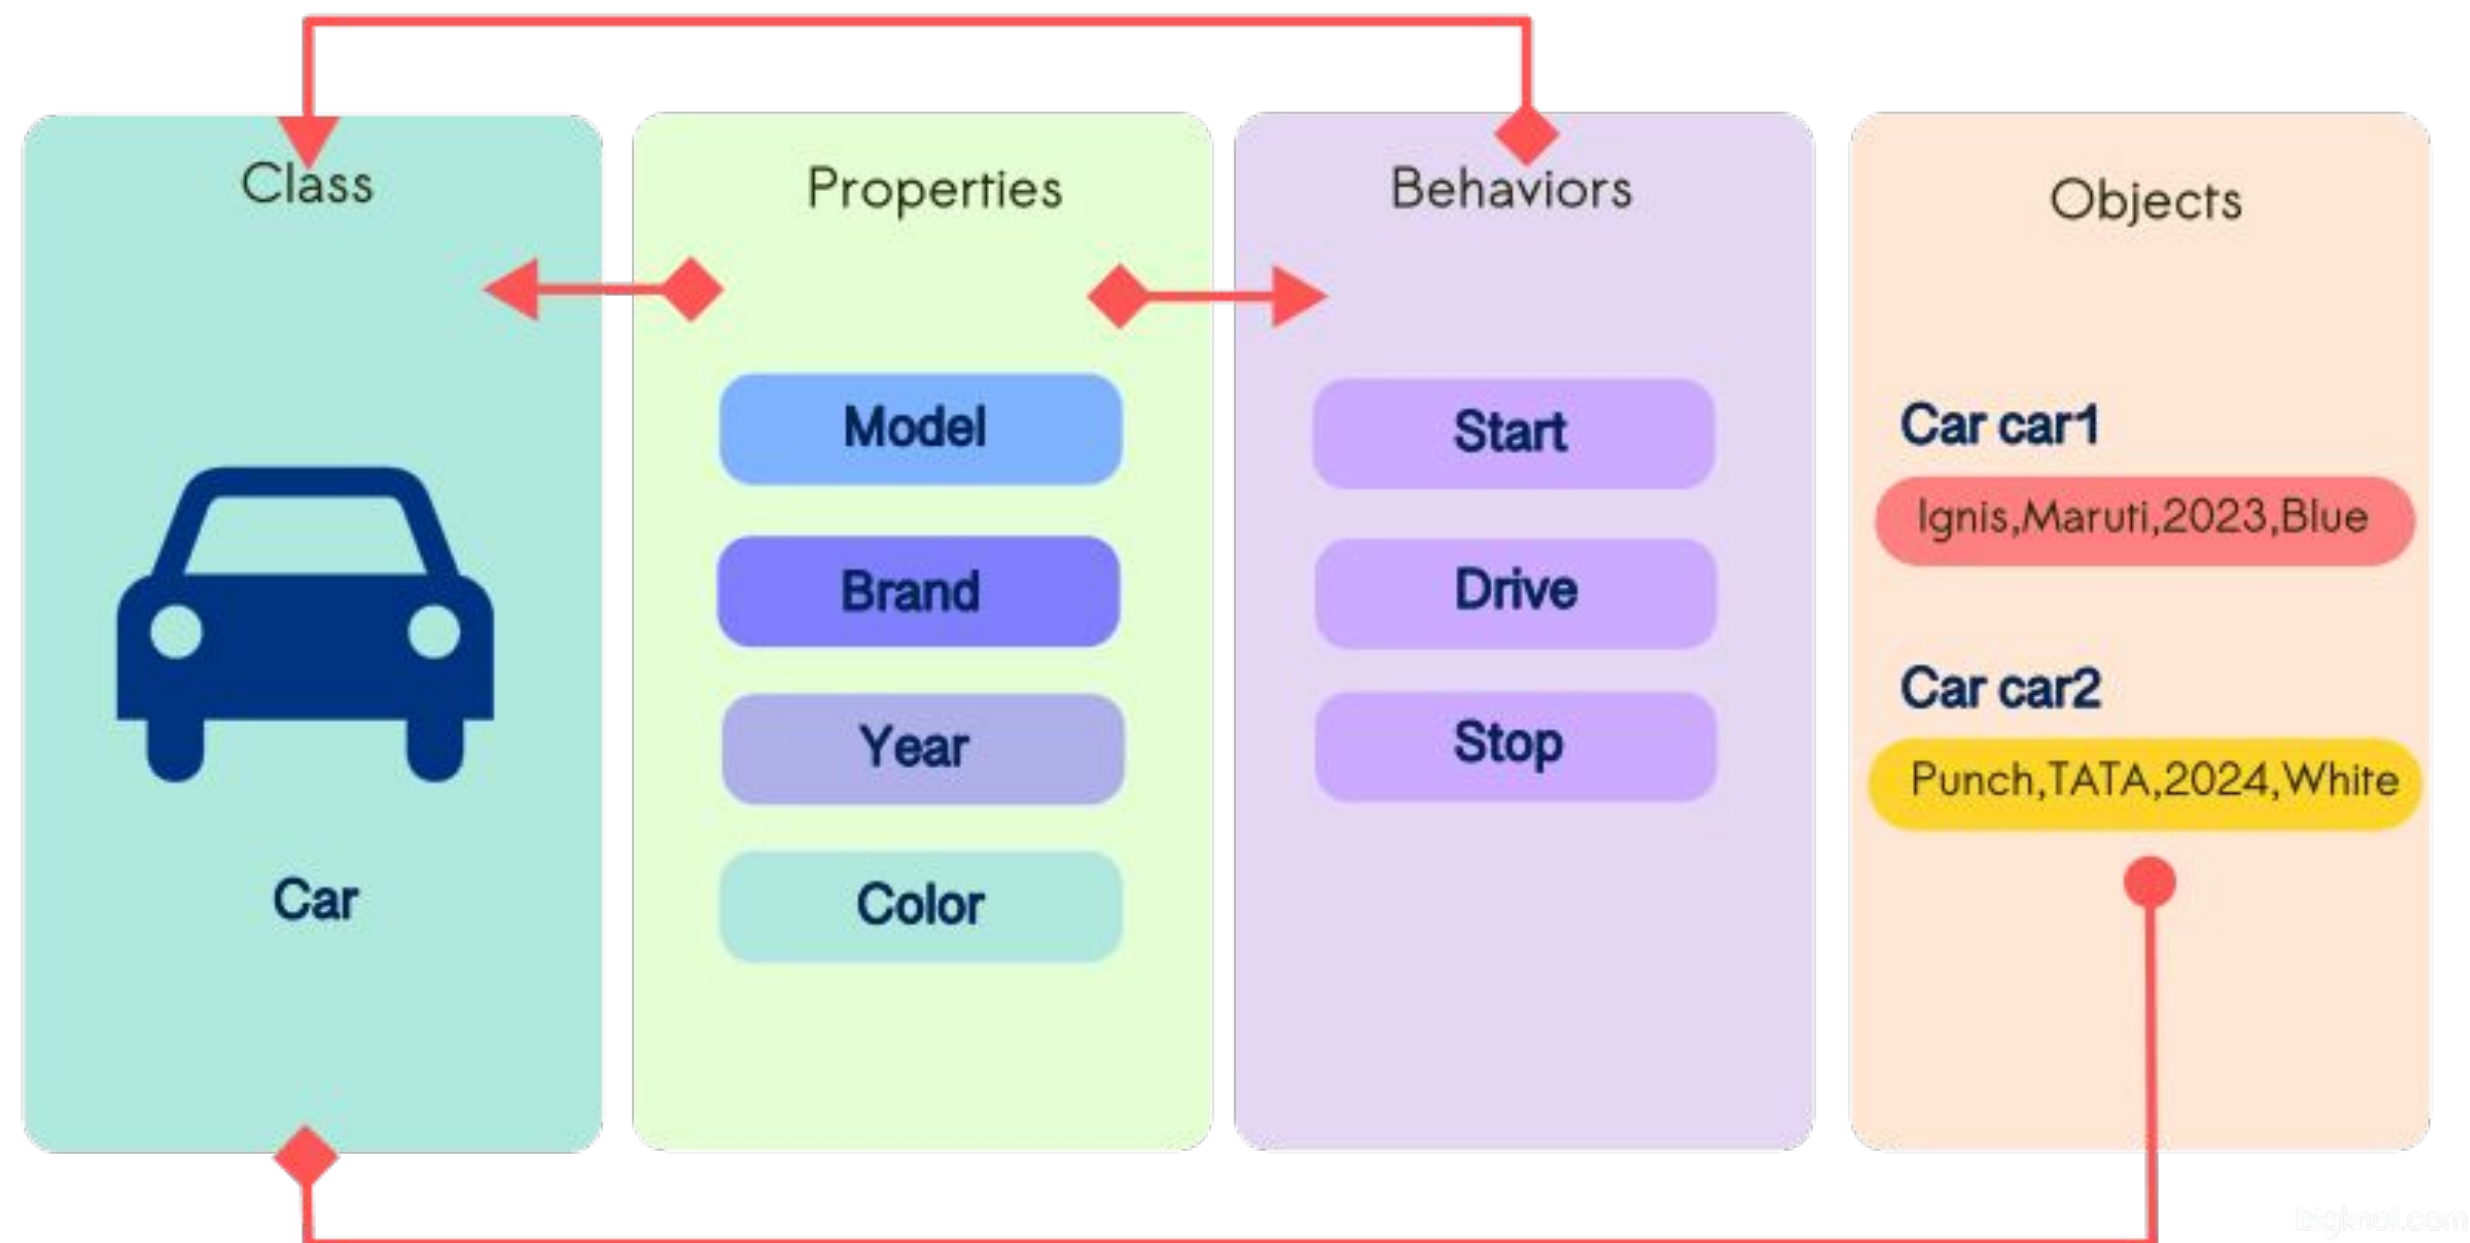 Class
Car
Properties
Model
Brand
Year
Color
Behaviors
Start
Drive
Stop
Objects
Car car1
Ignis,Maruti,2023,Blue
Car car2
Punch,TATA,2024,White